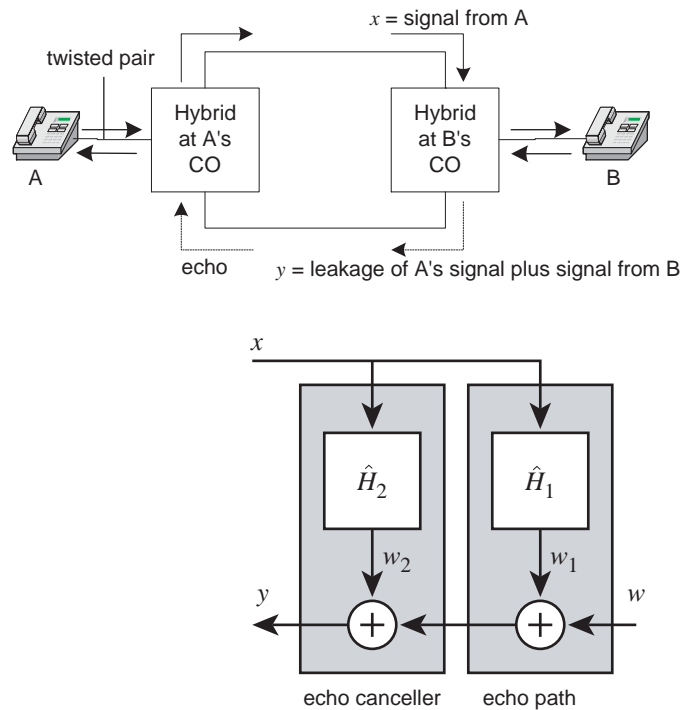 x = signal from A
twisted pair
Hybrid
at A's
CO
Hybrid
at B's
CO
A
B
echo
y = leakage of A's signal plus signal from B
x
Ĥ2
Ĥ1
w2
w1
y
w
+
+
echo canceller
echo path